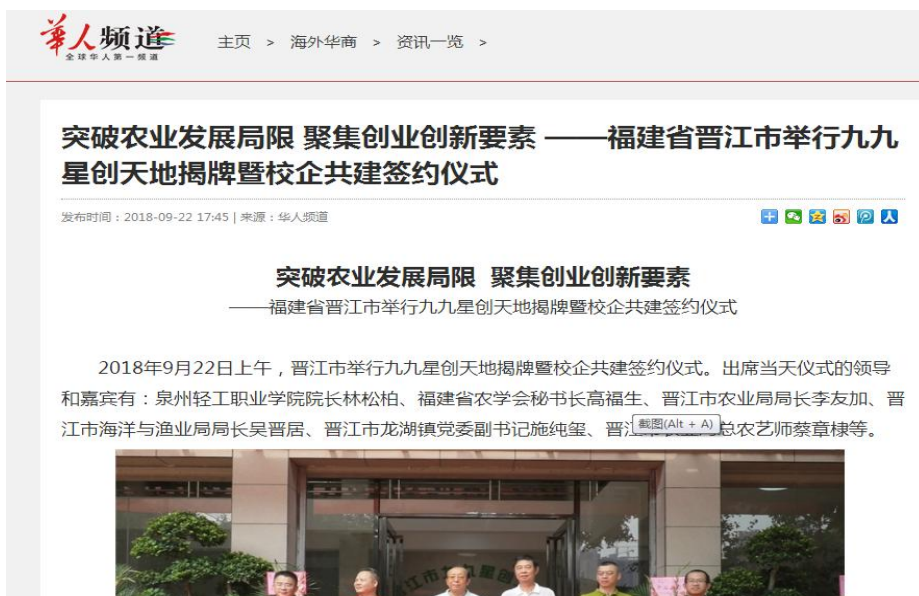 華人频道
全球华人第一频道
主页 > 海外华商 > 资讯一览 >
突破农业发展局限 聚集创业创新要素 ——福建省晋江市举行九九
星创天地揭牌暨校企共建签约仪式
发布时间：2018-09-22 17:45 | 来源：华人频道
突破农业发展局限 聚集创业创新要素
——福建省晋江市举行九九星创天地揭牌暨校企共建签约仪式
2018年9月22日上午，晋江市举行九九星创天地揭牌暨校企共建签约仪式。出席当天仪式的领导
和嘉宾有：泉州轻工职业学院院长林松柏、福建省农学会秘书长高福生、晋江市农业局局长李友加、晋
江市海洋与渔业局局长吴晋居、晋江市龙湖镇党委副书记施纯玺、晋江
截图(Alt + A)
总农艺师蔡章棣等。
江市九九星创